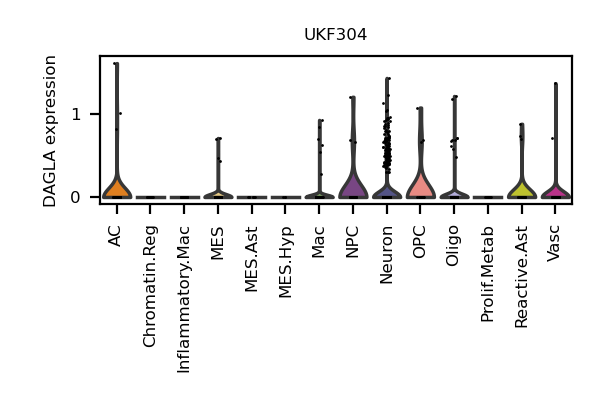 UKF304
DAGLA expression
1
0
AC
Chromatin.Reg
Inflammatory.Mac
MES
MES.Ast
MES.Hyp
Mac
NPC
Neuron
OPC
Oligo
Prolif.Metab
Reactive.Ast
Vasc